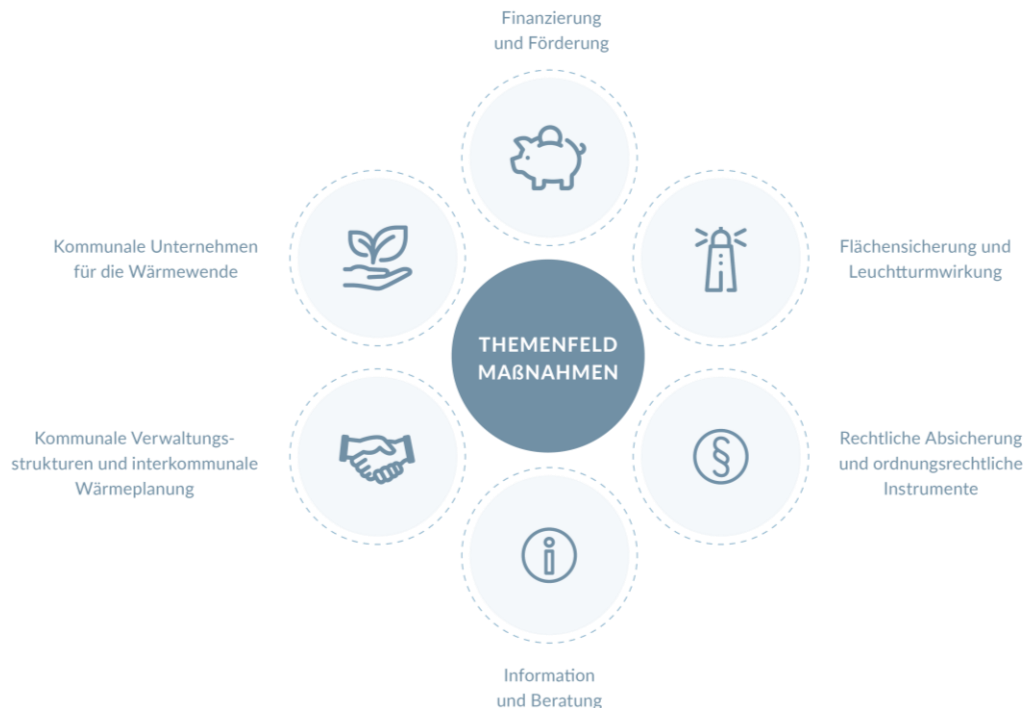 Finanzierung
und Förderung
Kommunale Unternehmen
für die Wärmewende
Flächensicherung und
Leuchtturmwirkung
THEMENFELD
MAßNAHMEN
Kommunale Verwaltungs-
strukturen und interkommunale
Wärmeplanung
Rechtliche Absicherung
und ordnungsrechtliche
Instrumente
§
i
Information
und Beratung